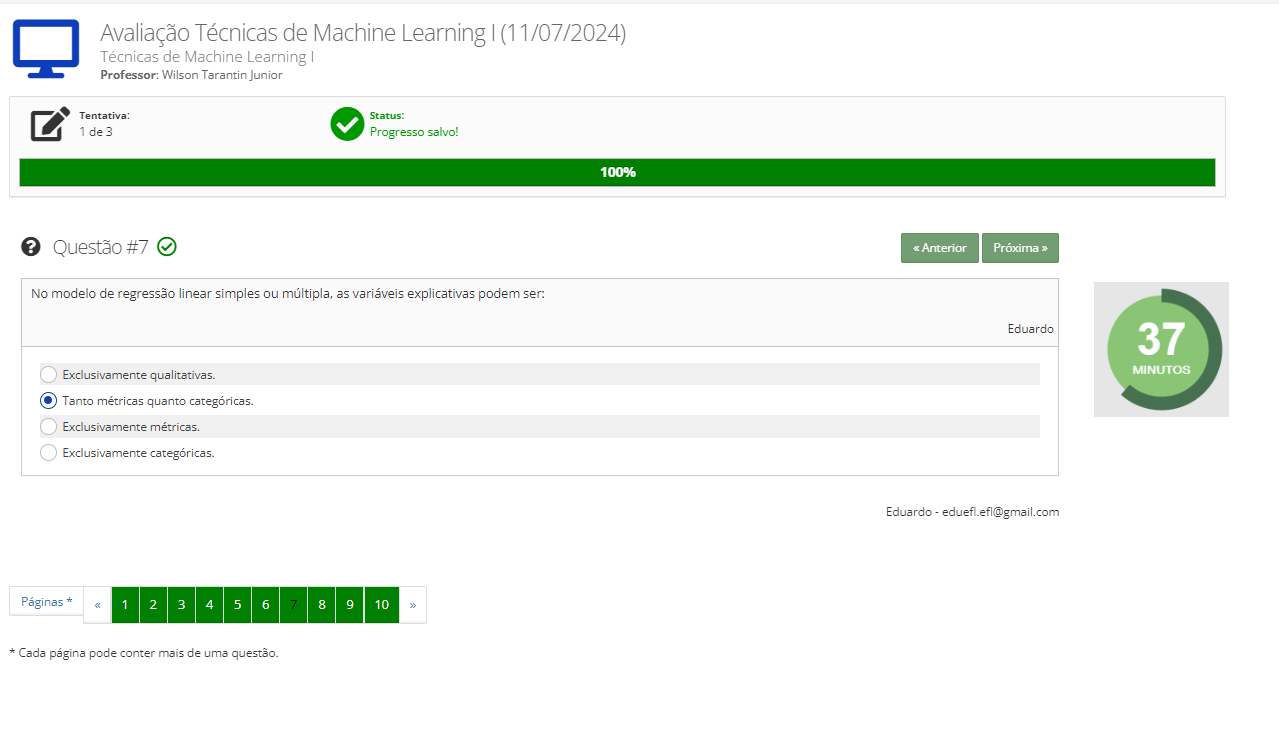 Avaliação Técnicas de Machine Learning I (11/07/2024)
Técnicas de Machine Learning I
Professor: Wilson Tarantin Junior
Tentativa:
1 de 3
Status:
Progresso salvo!
100%
Questão #7
« Anterior
Próxima »
No modelo de regressão linear simples ou múltipla, as variáveis explicativas podem ser:
Eduardo
37
MINUTOS
Exclusivamente qualitativas.
Tanto métricas quanto categóricas.
Exclusivamente métricas.
Exclusivamente categóricas.
Eduardo - eduefl.efl@gmail.com
Páginas * « 1 2 3 4 5 6 7 8 9 10 »
* Cada página pode conter mais de uma questão.